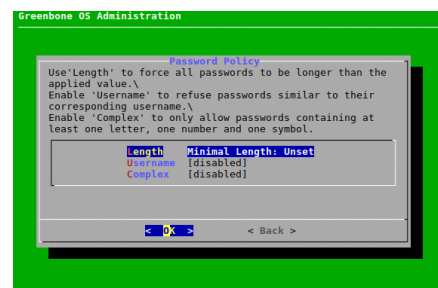 Greenbone OS Administration
Password Policy
Use'Length' to force all passwords to be longer than the
applied value.\
Enable 'Username' to refuse passwords similar to their
corresponding username.\
Enable 'Complex' to only allow passwords containing at
least one letter, one number and one symbol.
Length Minimal Length: Unset
Username [disabled]
Complex [disabled]
< OK > < Back >